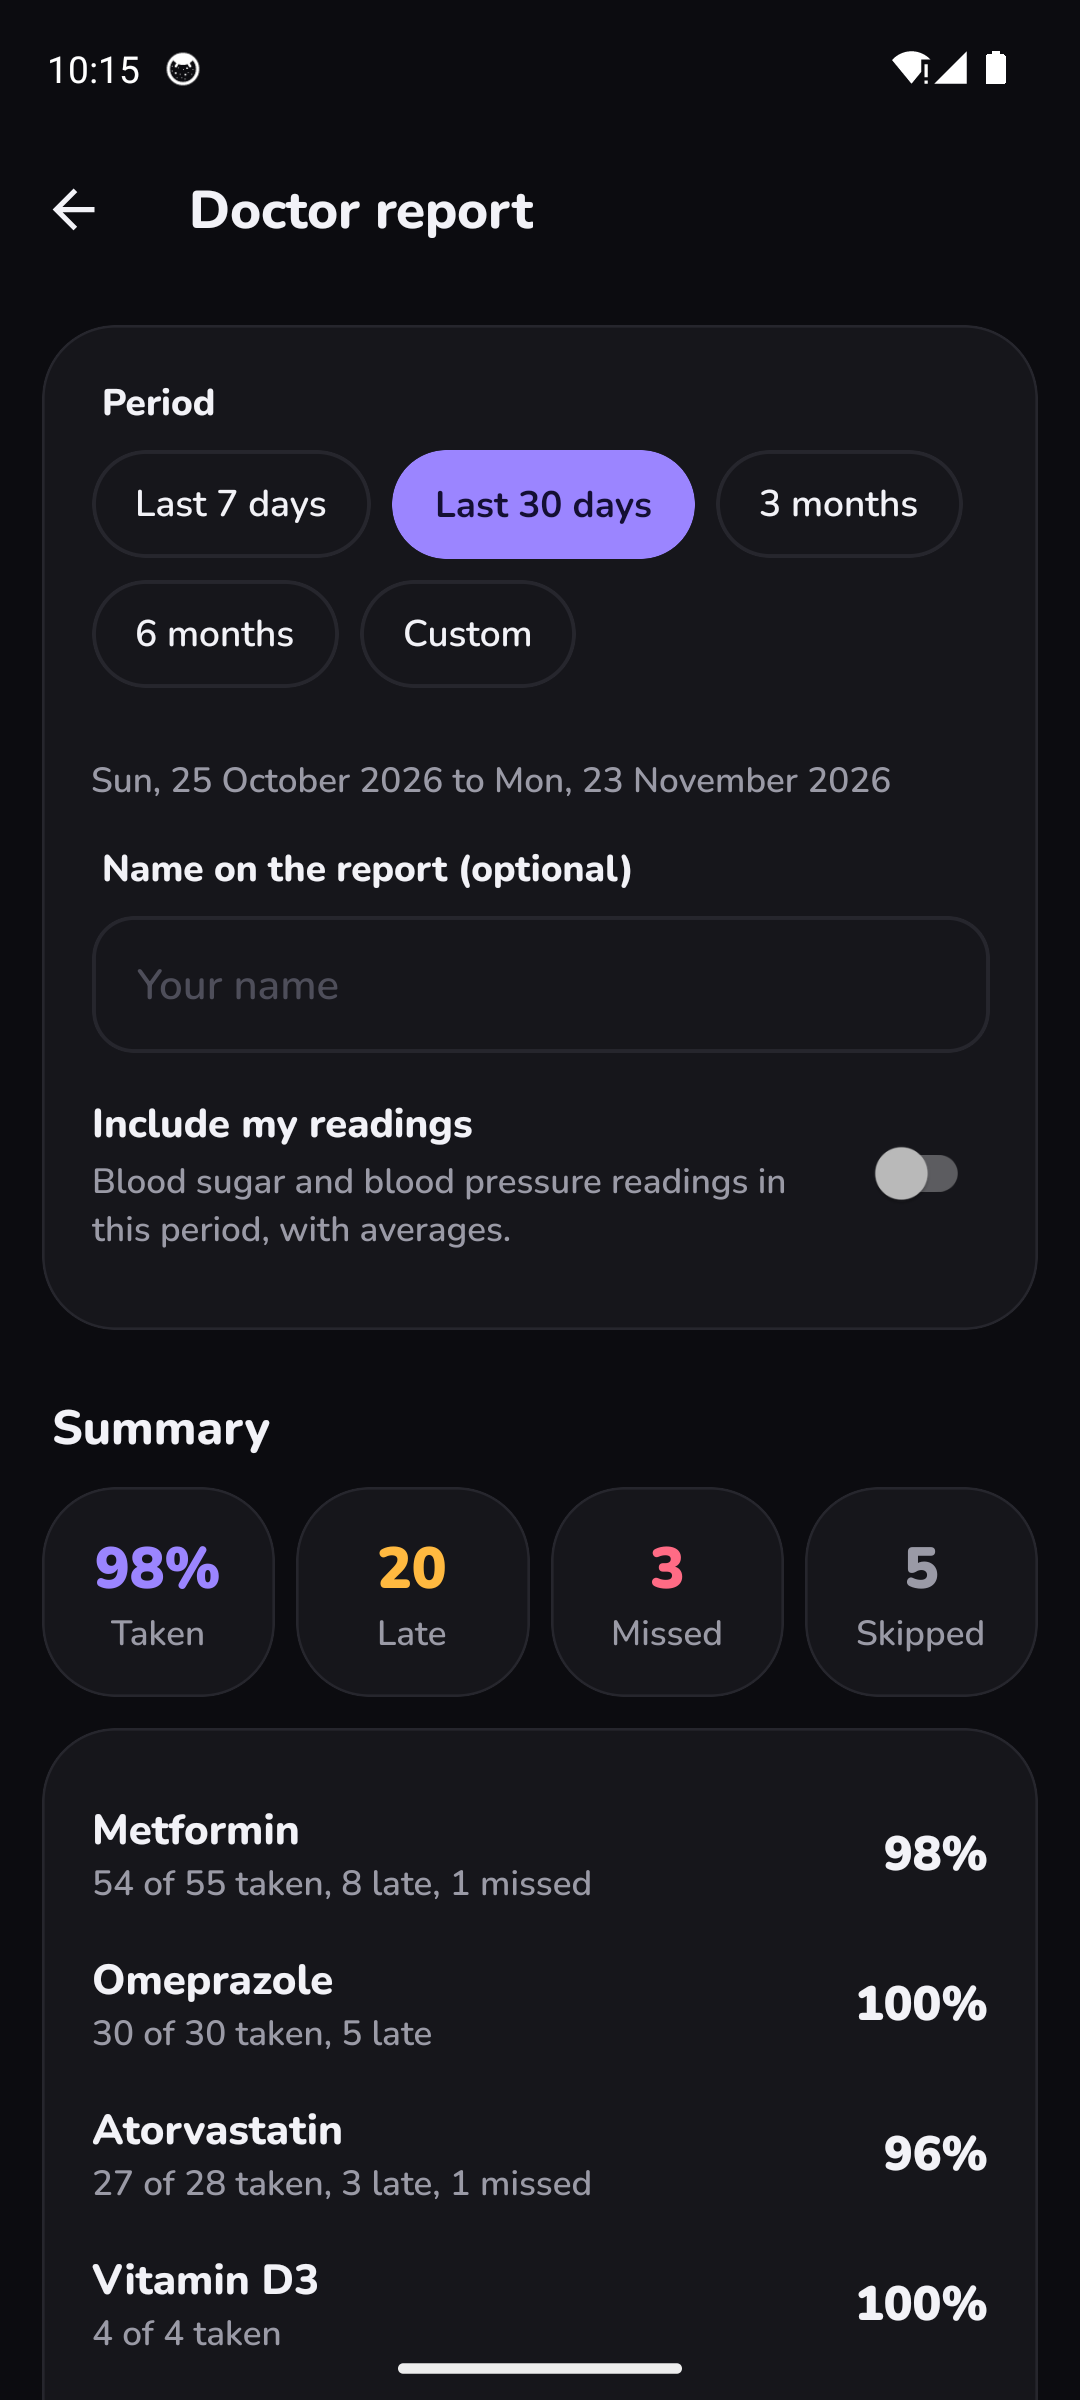 10:15
Doctor report
Period
Last 7 days
Last 30 days
3 months
6 months
Custom
Sun, 25 October 2026 to Mon, 23 November 2026
Name on the report (optional)
Your name
Include my readings
Blood sugar and blood pressure readings in
this period, with averages.
Summary
98%
Taken
20
Late
3
Missed
5
Skipped
Metformin
54 of 55 taken, 8 late, 1 missed
98%
Omeprazole
30 of 30 taken, 5 late
100%
Atorvastatin
27 of 28 taken, 3 late, 1 missed
96%
Vitamin D3
4 of 4 taken
100%